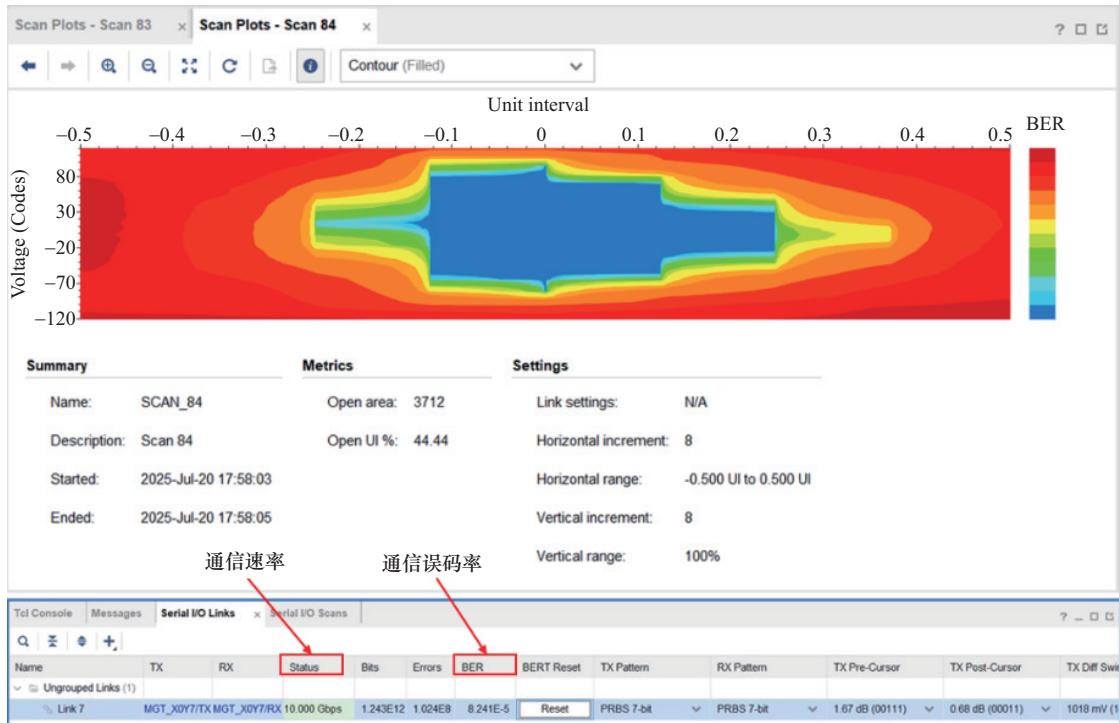 Scan Plots - Scan 83 × Scan Plots - Scan 84 ×
Contour (Filled)
Unit interval
−0.5 −0.4 −0.3 −0.2 −0.1 0 0.1 0.2 0.3 0.4 0.5 BER
Voltage (Codes)
80
30
−20
−70
−120
Summary Metrics Settings
Name: SCAN_84 Open area: 3712 Link settings: N/A
Description: Scan 84 Open UI %: 44.44 Horizontal increment: 8
Started: 2025-Jul-20 17:58:03 Horizontal range: -0.500 UI to 0.500 UI
Ended: 2025-Jul-20 17:58:05 Vertical increment: 8
Vertical range: 100%
通信速率 通信误码率
Tcl Console Messages Serial I/O Links × Serial I/O Scans
Name TX RX Status Bits Errors BER BERT Reset TX Pattern RX Pattern TX Pre-Cursor TX Post-Cursor TX Diff Swi
Ungrouped Links (1)
Link 7 MGT_X0Y7/TX MGT_X0Y7/RX 10.000 Gbps 1.243E12 1.024E8 8.241E-5 Reset PRBS 7-bit PRBS 7-bit 1.67 dB (00111) 0.68 dB (00011) 1018 mV (1